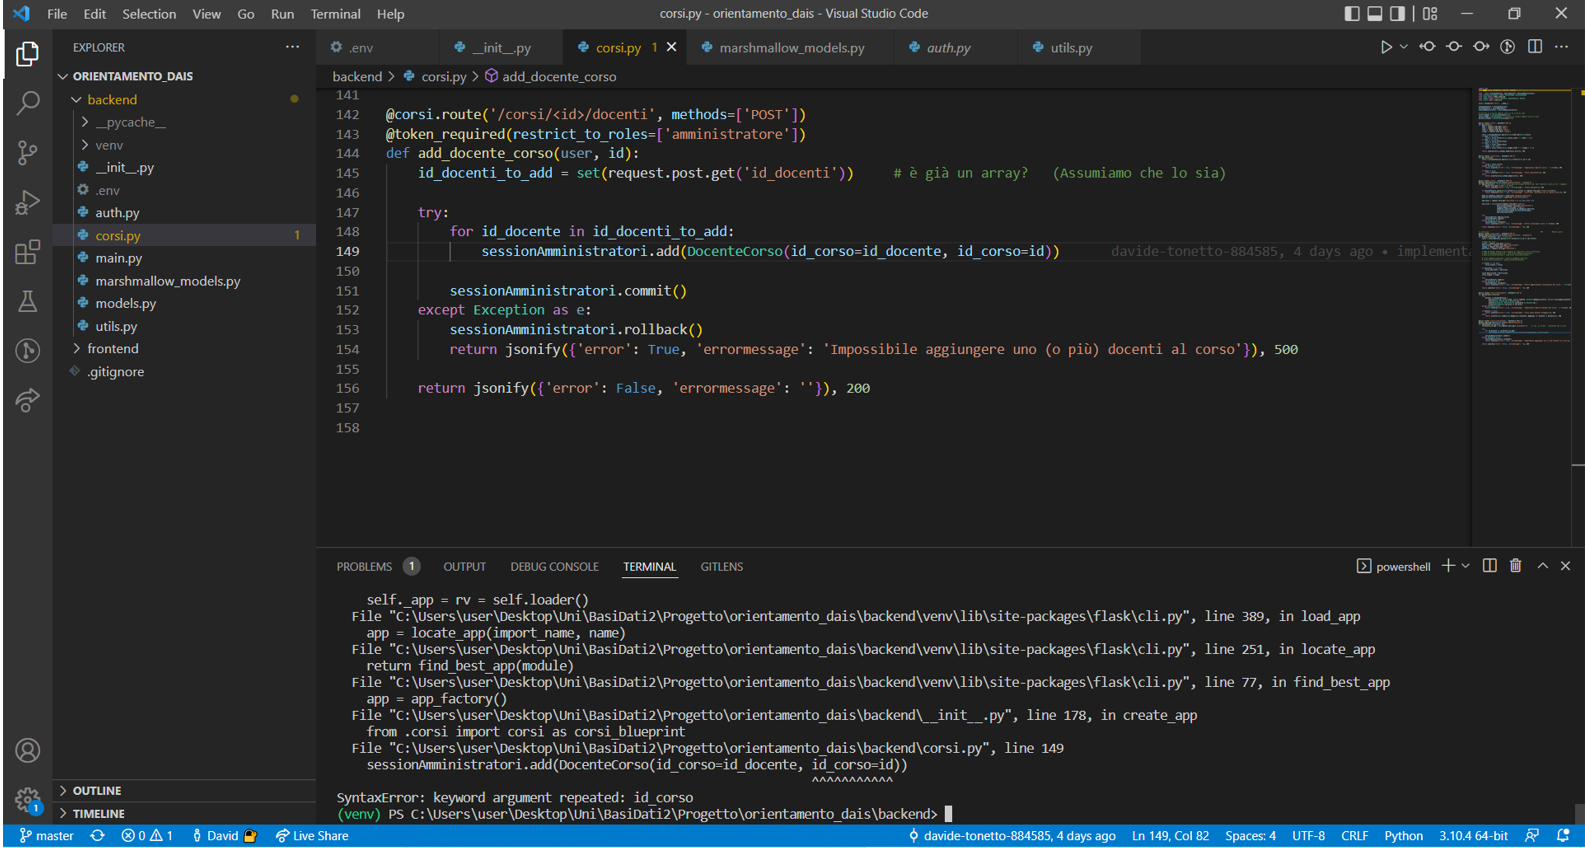 File Edit Selection View Go Run Terminal Help
corsi.py - orientamento_dais - Visual Studio Code
EXPLORER
ORIENTAMENTO_DAIS
backend
__pycache__
venv
__init__.py
.env
auth.py
corsi.py 1
main.py
marshmallow_models.py
models.py
utils.py
frontend
.gitignore
OUTLINE
TIMELINE
.env __init__.py corsi.py 1 marshmallow_models.py auth.py utils.py
backend > corsi.py > add_docente_corso
141
142 @corsi.route('/corsi/<id>/docenti', methods=['POST'])
143 @token_required(restrict_to_roles=['amministratore'])
144 def add_docente_corso(user, id):
145 id_docenti_to_add = set(request.post.get('id_docenti')) # è già un array? (Assumiamo che lo sia)
146
147 try:
148 for id_docente in id_docenti_to_add:
149 sessionAmministratori.add(DocenteCorso(id_corso=id_docente, id_corso=id)) davide-tonetto-884585, 4 days ago • implementa
150
151 sessionAmministratori.commit()
152 except Exception as e:
153 sessionAmministratori.rollback()
154 return jsonify({'error': True, 'errormessage': 'Impossibile aggiungere uno (o più) docenti al corso'}), 500
155
156 return jsonify({'error': False, 'errormessage': ''}), 200
157
158
PROBLEMS 1 OUTPUT DEBUG CONSOLE TERMINAL GITLENS
powershell
self._app = rv = self.loader()
File "C:\Users\user\Desktop\Uni\BasiDati2\Progetto\orientamento_dais\backend\venv\lib\site-packages\flask\cli.py", line 389, in load_app
app = locate_app(import_name, name)
File "C:\Users\user\Desktop\Uni\BasiDati2\Progetto\orientamento_dais\backend\venv\lib\site-packages\flask\cli.py", line 251, in locate_app
return find_best_app(module)
File "C:\Users\user\Desktop\Uni\BasiDati2\Progetto\orientamento_dais\backend\venv\lib\site-packages\flask\cli.py", line 77, in find_best_app
app = app_factory()
File "C:\Users\user\Desktop\Uni\BasiDati2\Progetto\orientamento_dais\backend\__init__.py", line 178, in create_app
from .corsi import corsi as corsi_blueprint
File "C:\Users\user\Desktop\Uni\BasiDati2\Progetto\orientamento_dais\backend\corsi.py", line 149
sessionAmministratori.add(DocenteCorso(id_corso=id_docente, id_corso=id))
^^^^^^^^^^^
SyntaxError: keyword argument repeated: id_corso
(venv) PS C:\Users\user\Desktop\Uni\BasiDati2\Progetto\orientamento_dais\backend>
1
master 0 1 David Live Share davide-tonetto-884585, 4 days ago Ln 149, Col 82 Spaces: 4 UTF-8 CRLF Python 3.10.4 64-bit